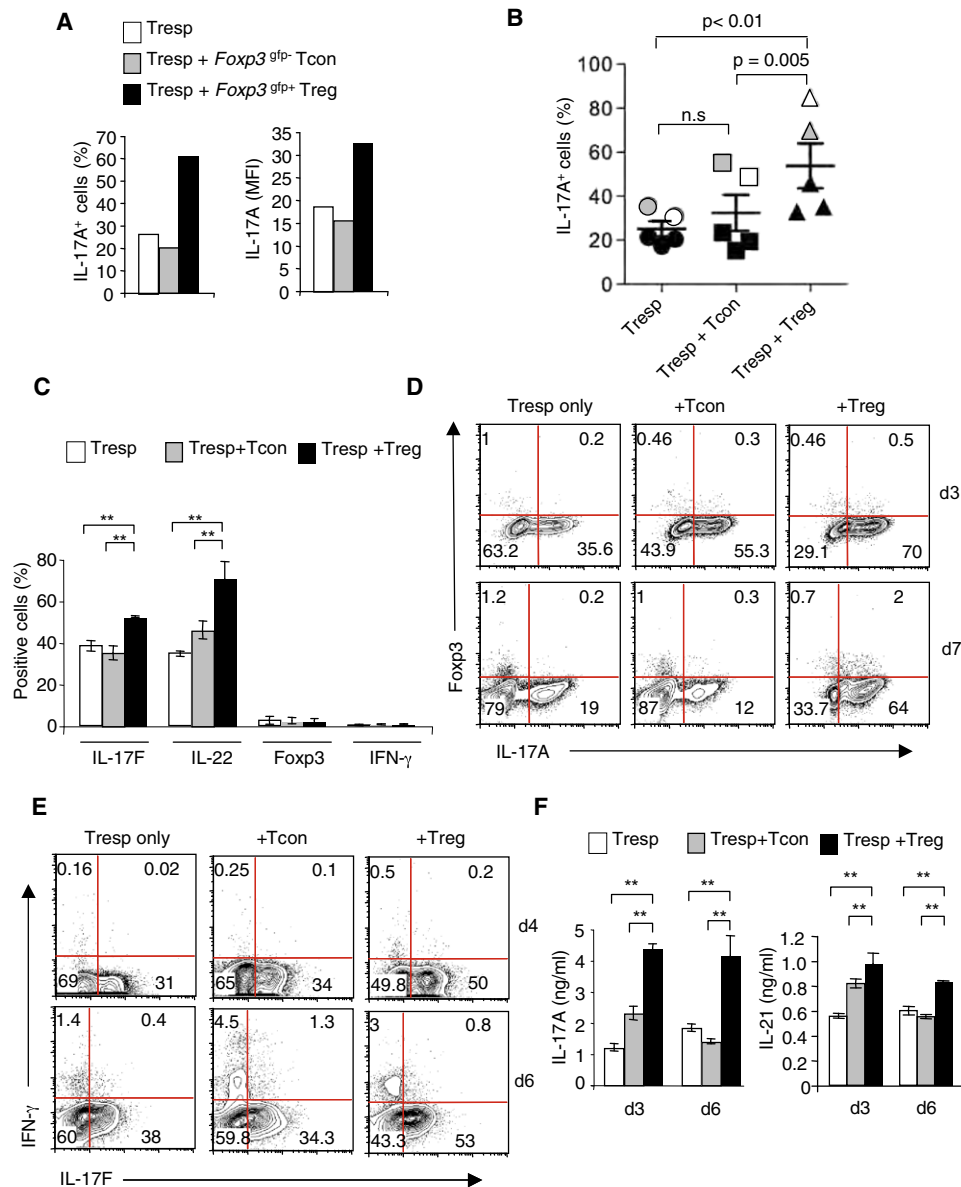 A
Tresp
Tresp + Foxp3 gfp- Tcon
Tresp + Foxp3 gfp+ Treg
IL-17A+ cells (%)
70
60
50
40
30
20
10
0
IL-17A (MFI)
35
30
25
20
15
10
5
0
B
p< 0.01
p = 0.005
n.s
IL-17A+ cells (%)
100
80
60
40
20
0
Tresp
Tresp + Tcon
Tresp + Treg
C
Tresp
Tresp+Tcon
Tresp +Treg
** **
** **
Positive cells (%)
80
60
40
20
0
IL-17F IL-22 Foxp3 IFN-γ
D
Tresp only +Tcon +Treg
1 0.2 0.46 0.3 0.46 0.5
d3
63.2 35.6 43.9 55.3 29.1 70
1.2 0.2 1 0.3 0.7 2
d7
79 19 87 12 33.7 64
Foxp3
IL-17A
E
Tresp only +Tcon +Treg
0.16 0.02 0.25 0.1 0.5 0.2
d4
69 31 65 34 49.8 50
1.4 0.4 4.5 1.3 3 0.8
d6
60 38 59.8 34.3 43.3 53
IFN-γ
IL-17F
F
Tresp
Tresp+Tcon
Tresp +Treg
** **
** **
IL-17A (ng/ml)
5
4
3
2
1
0
d3 d6
** **
** **
IL-21 (ng/ml)
1.2
1.0
0.8
0.6
0.4
0.2
0
d3 d6